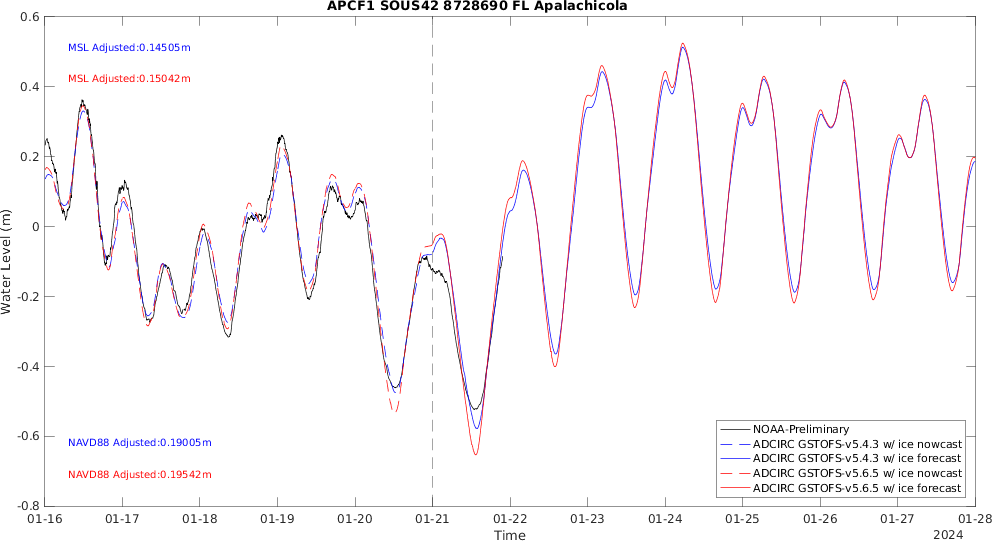 APCF1 SOUS42 8728690 FL Apalachicola
0.6
0.4
0.2
0
-0.2
-0.4
-0.6
-0.8
Water Level (m)
MSL Adjusted:0.14505m
MSL Adjusted:0.15042m
NAVD88 Adjusted:0.19005m
NAVD88 Adjusted:0.19542m
NOAA-Preliminary
ADCIRC GSTOFS-v5.4.3 w/ ice nowcast
ADCIRC GSTOFS-v5.4.3 w/ ice forecast
ADCIRC GSTOFS-v5.6.5 w/ ice nowcast
ADCIRC GSTOFS-v5.6.5 w/ ice forecast
01-16 01-17 01-18 01-19 01-20 01-21 01-22 01-23 01-24 01-25 01-26 01-27 01-28
Time
2024